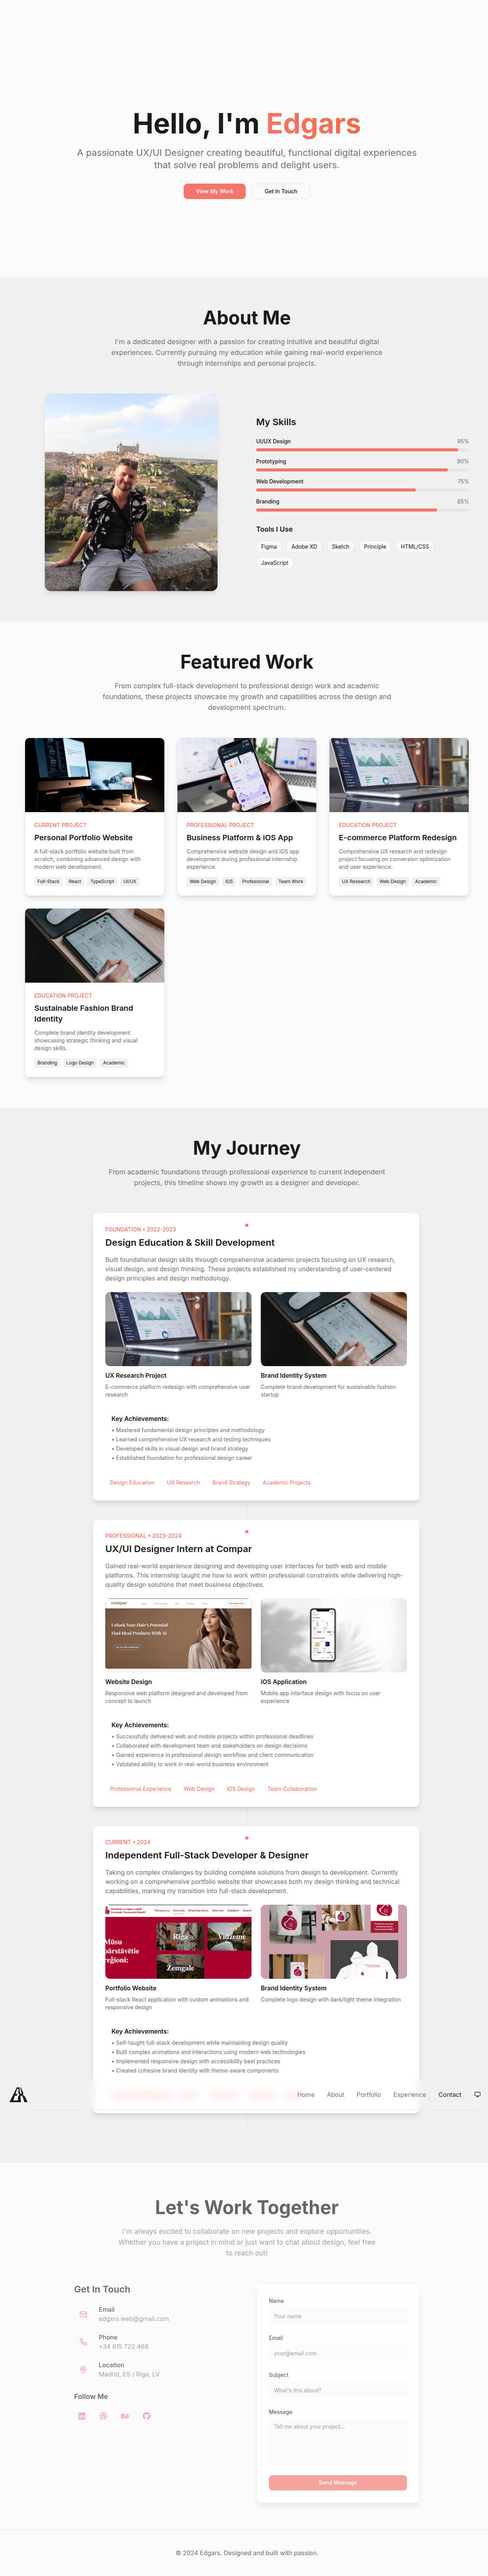 Hello, I'm Edgars
A passionate UX/UI Designer creating beautiful, functional digital experiences
that solve real problems and delight users.
View My Work
Get In Touch
About Me
I'm a dedicated designer with a passion for creating intuitive and beautiful digital
experiences. Currently pursuing my education while gaining real-world experience
through internships and personal projects.
My Skills
UI/UX Design 95%
Prototyping 90%
Web Development 75%
Branding 85%
Tools I Use
Figma Adobe XD Sketch Principle HTML/CSS
JavaScript
Featured Work
From complex full-stack development to professional design work and academic
foundations, these projects showcase my growth and capabilities across the design and
development spectrum.
CURRENT PROJECT
Personal Portfolio Website
A full-stack portfolio website built from
scratch, combining advanced design with
modern web development.
Full-Stack React TypeScript UI/UX
PROFESSIONAL PROJECT
Business Platform & iOS App
Comprehensive website design and iOS app
development during professional internship
experience.
Web Design iOS Professional Team Work
EDUCATION PROJECT
E-commerce Platform Redesign
Comprehensive UX research and redesign
project focusing on conversion optimization
and user experience.
UX Research Web Design Academic
EDUCATION PROJECT
Sustainable Fashion Brand
Identity
Complete brand identity development
showcasing strategic thinking and visual
design skills.
Branding Logo Design Academic
My Journey
From academic foundations through professional experience to current independent
projects, this timeline shows my growth as a designer and developer.
FOUNDATION • 2022-2023
Design Education & Skill Development
Built foundational design skills through comprehensive academic projects focusing on UX research,
visual design, and design thinking. These projects established my understanding of user-centered
design principles and design methodology.
UX Research Project
E-commerce platform redesign with comprehensive user
research
Brand Identity System
Complete brand development for sustainable fashion
startup
Key Achievements:
• Mastered fundamental design principles and methodology
• Learned comprehensive UX research and testing techniques
• Developed skills in visual design and brand strategy
• Established foundation for professional design career
Design Education UX Research Brand Strategy Academic Projects
PROFESSIONAL • 2023-2024
UX/UI Designer Intern at Compar
Gained real-world experience designing and developing user interfaces for both web and mobile
platforms. This internship taught me how to work within professional constraints while delivering high-
quality design solutions that meet business objectives.
compar
Unlock Your Hair's Potential
Find Ideal Products With AI
Website Design
Responsive web platform designed and developed from
concept to launch
iOS Application
Mobile app interface design with focus on user
experience
Key Achievements:
• Successfully delivered web and mobile projects within professional deadlines
• Collaborated with development team and stakeholders on design decisions
• Gained experience in professional design workflow and client communication
• Validated ability to work in real-world business environment
Professional Experience Web Design iOS Design Team Collaboration
CURRENT • 2024
Independent Full-Stack Developer & Designer
Taking on complex challenges by building complete solutions from design to development. Currently
working on a comprehensive portfolio website that showcases both my design thinking and technical
capabilities, marking my transition into full-stack development.
Mūsu
pārstāvētie
reģioni:
Rīga
Vidzeme
Zemgale
Portfolio Website
Full-stack React application with custom animations and
responsive design
Brand Identity System
Complete logo design with dark/light theme integration
Key Achievements:
• Self-taught full-stack development while maintaining design quality
• Built complex animations and interactions using modern web technologies
• Implemented responsive design with accessibility best practices
• Created cohesive brand identity with theme-aware components
Home About Portfolio Experience Contact
Let's Work Together
I'm always excited to collaborate on new projects and explore opportunities.
Whether you have a project in mind or just want to chat about design, feel free
to reach out!
Get In Touch
Email
edgxrs.web@gmail.com
Phone
+34 615 722 468
Location
Madrid, ES / Riga, LV
Follow Me
Bē
Name
Your name
Email
your@email.com
Subject
What's this about?
Message
Tell me about your project...
Send Message
© 2024 Edgars. Designed and built with passion.